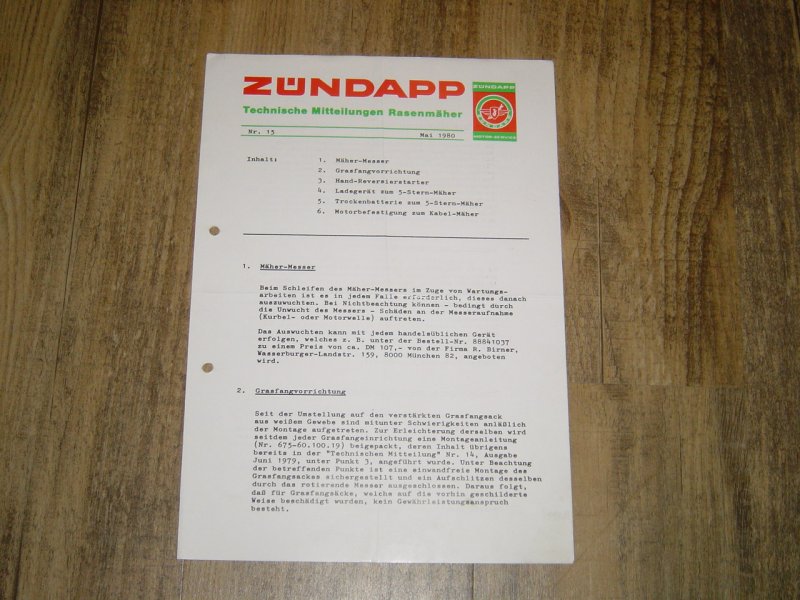 ZÜNDAPP
Technische Mitteilungen Rasenmäher
Nr. 15
Mai 1980
ZÜNDAPP
MOTOR-SERVICE
Inhalt:
1. Mäher-Messer
2. Grasfangvorrichtung
3. Hand-Reversierstarter
4. Ladegerät zum 5-Stern-Mäher
5. Trockenbatterie zum 5-Stern-Mäher
6. Motorbefestigung zum Kabel-Mäher
1. Mäher-Messer
Beim Schleifen des Mäher-Messers im Zuge von Wartungs-
arbeiten ist es in jedem Falle erforderlich, dieses danach
auszuwuchten. Bei Nichtbeachtung können - bedingt durch
die Unwucht des Messers - Schäden an der Messeraufnahme
(Kurbel- oder Motorwelle) auftreten.
Das Auswuchten kann mit jedem handelsüblichen Gerät
erfolgen, welches z. B. unter der Bestell-Nr. 88841037
zu einem Preis von ca. DM 107,- von der Firma R. Birner,
Wasserburger-Landstr. 159, 8000 München 82, angeboten
wird.
2. Grasfangvorrichtung
Seit der Umstellung auf den verstärkten Grasfangsack
aus weißem Gewebe sind mitunter Schwierigkeiten anläßlich
der Montage aufgetreten. Zur Erleichterung derselben wird
seitdem jeder Grasfangeinrichtung eine Montageanleitung
(Nr. 675-60.100.19) beigepackt, deren Inhalt übrigens
bereits in der "Technischen Mitteilung" Nr. 14, Ausgabe
Juni 1979, unter Punkt 3, angeführt wurde. Unter Beachtung
der betreffenden Punkte ist eine einwandfreie Montage des
Grasfangsackes sichergestellt und ein Aufschlitzen desselben
durch das rotierende Messer ausgeschlossen. Daraus folgt,
daß für Grasfangsäcke, welche auf die vorhin geschilderte
Weise beschädigt wurden, kein Gewährleistungsanspruch
besteht.